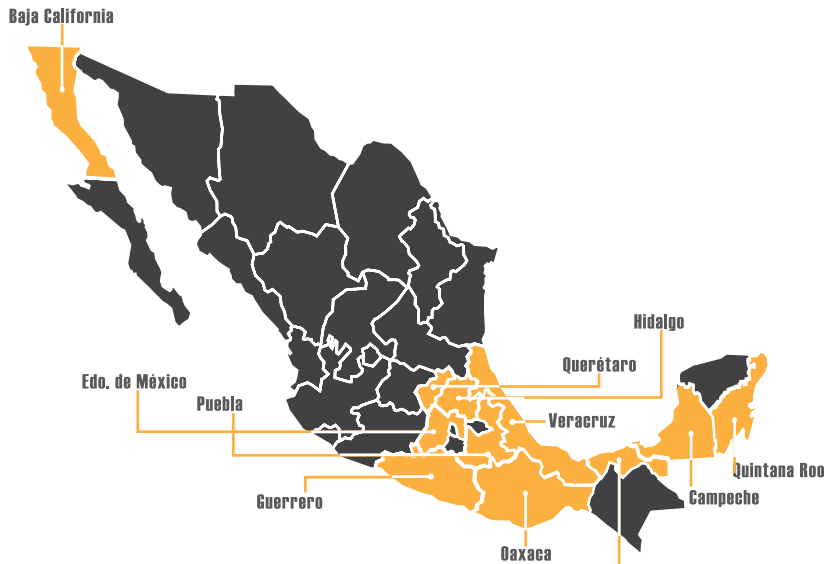 Baja California
Hidalgo
Querétaro
Edo. de México
Puebla
Veracruz
Quintana Roo
Campeche
Guerrero
Oaxaca